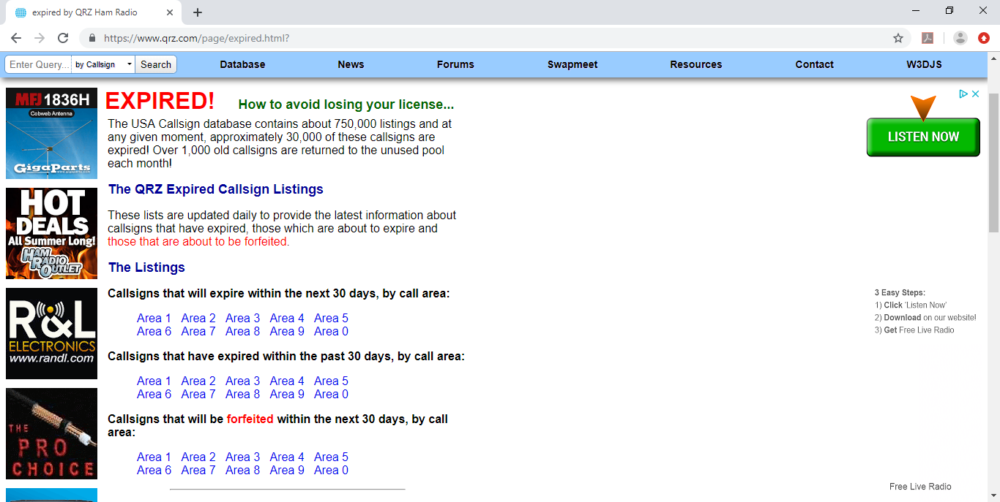 expired by QRZ Ham Radio
https://www.qrz.com/page/expired.html?
Enter Query... by Callsign Search Database News Forums Swapmeet Resources Contact W3DJS
MFJ 1836H
Cobweb Antenna
GigaParts
www.gigaparts.com
HOT
DEALS
All Summer Long!
HAM
RADIO
OUTLET
R&L
ELECTRONICS
www.randl.com
THE
PRO
CHOICE
EXPIRED! How to avoid losing your license...
The USA Callsign database contains about 750,000 listings and at
any given moment, approximately 30,000 of these callsigns are
expired! Over 1,000 old callsigns are returned to the unused pool
each month!
The QRZ Expired Callsign Listings
These lists are updated daily to provide the latest information about
callsigns that have expired, those which are about to expire and
those that are about to be forfeited.
The Listings
Callsigns that will expire within the next 30 days, by call area:
Area 1 Area 2 Area 3 Area 4 Area 5
Area 6 Area 7 Area 8 Area 9 Area 0
Callsigns that have expired within the past 30 days, by call area:
Area 1 Area 2 Area 3 Area 4 Area 5
Area 6 Area 7 Area 8 Area 9 Area 0
Callsigns that will be forfeited within the next 30 days, by call
area:
Area 1 Area 2 Area 3 Area 4 Area 5
Area 6 Area 7 Area 8 Area 9 Area 0
LISTEN NOW
3 Easy Steps:
1) Click 'Listen Now'
2) Download on our website!
3) Get Free Live Radio
Free Live Radio